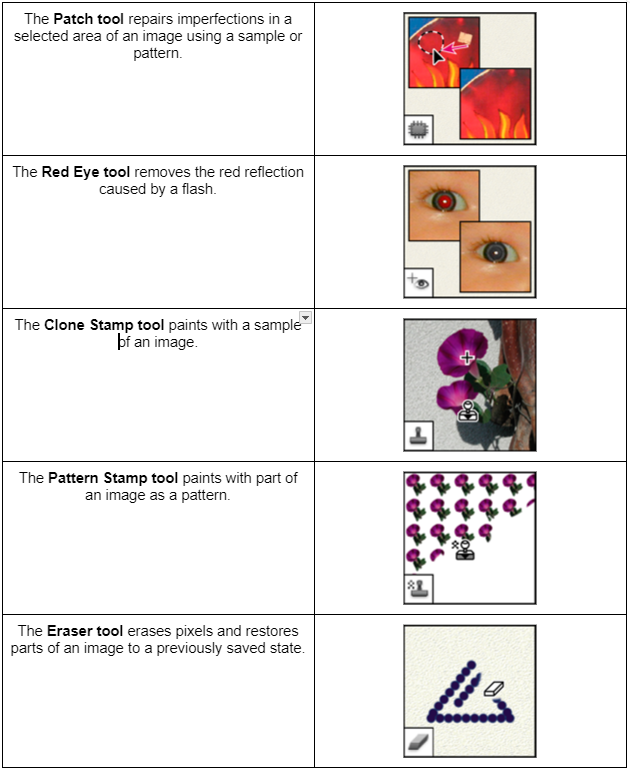 The Patch tool repairs imperfections in a
selected area of an image using a sample or
pattern.
The Red Eye tool removes the red reflection
caused by a flash.
The Clone Stamp tool paints with a sample
of an image.
The Pattern Stamp tool paints with part of
an image as a pattern.
The Eraser tool erases pixels and restores
parts of an image to a previously saved state.